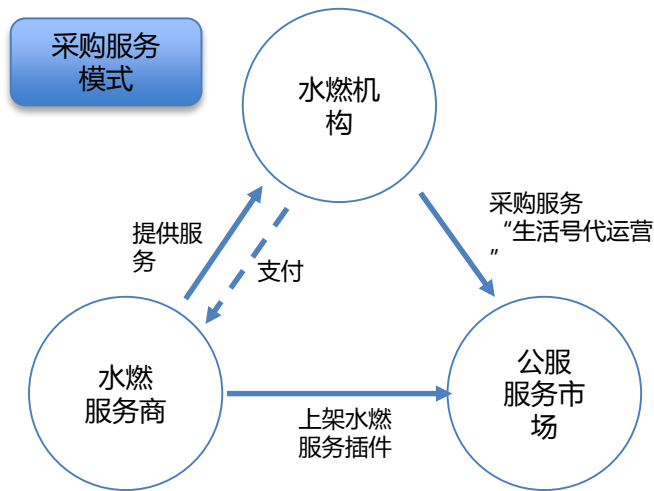 采购服务
模式
水燃机
构
采购服务
“生活号代运营
”
提供服
务
支付
水燃
服务商
公服
服务市
场
上架水燃
服务插件